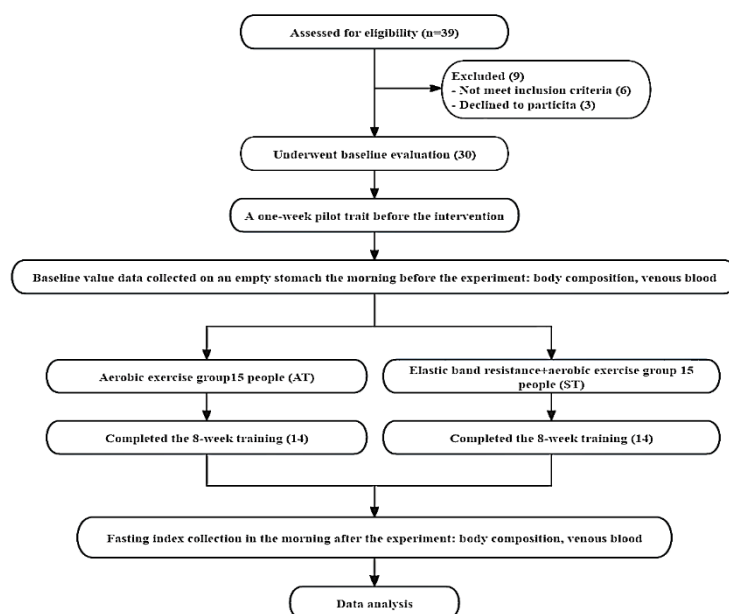 Assessed for eligibility (n=39)
Excluded (9)
- Not meet inclusion criteria (6)
- Declined to particita (3)
Underwent baseline evaluation (30)
A one-week pilot trait before the intervention
Baseline value data collected on an empty stomach the morning before the experiment: body composition, venous blood
Aerobic exercise group15 people (AT)
Elastic band resistance+aerobic exercise group 15
people (ST)
Completed the 8-week training (14)
Completed the 8-week training (14)
Fasting index collection in the morning after the experiment: body composition, venous blood
Data analysis